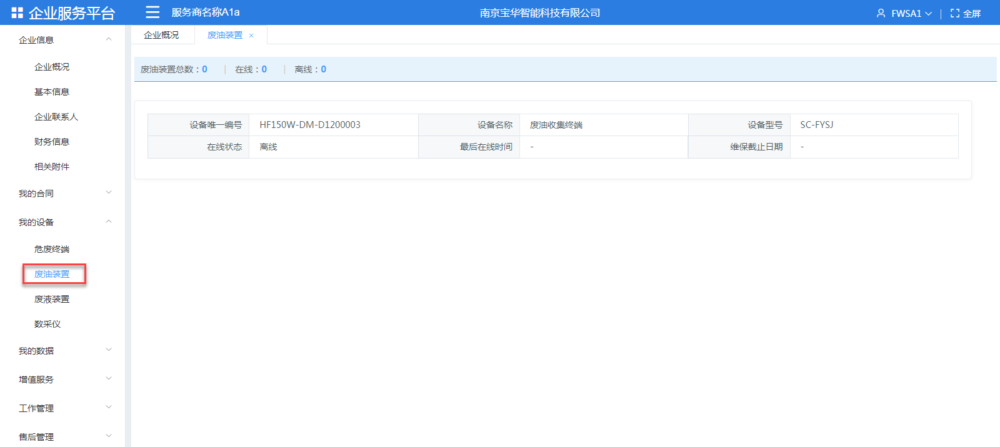 企业服务平台 服务商名称A1a 南京宝华智能科技有限公司 FWSA1 全屏
企业信息
企业概况
基本信息
企业联系人
财务信息
相关附件
我的合同
我的设备
危废终端
废油装置
废液装置
数采仪
我的数据
增值服务
工作管理
售后管理
企业概况 废油装置 ×
废油装置总数：0 | 在线：0 | 离线：0
设备唯一编号 HF150W-DM-D1200003 设备名称 废油收集终端 设备型号 SC-FYSJ
在线状态 离线 最后在线时间 - 维保截止日期 -